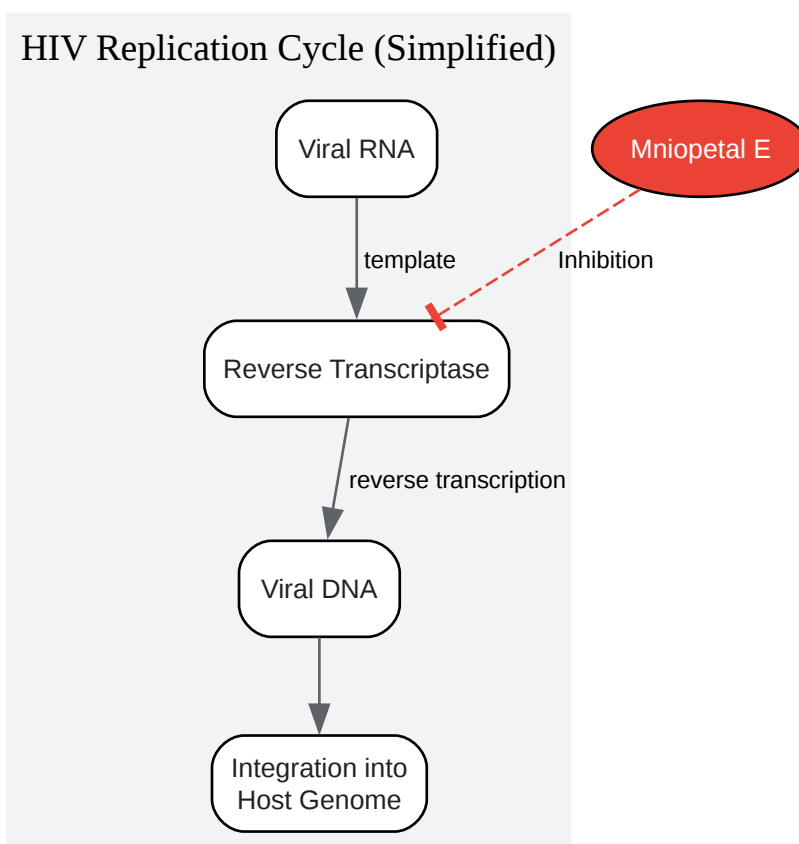 HIV Replication Cycle (Simplified)
Viral RNA
Mniopetal E
template
Inhibition
Reverse Transcriptase
reverse transcription
Viral DNA
Integration into
Host Genome